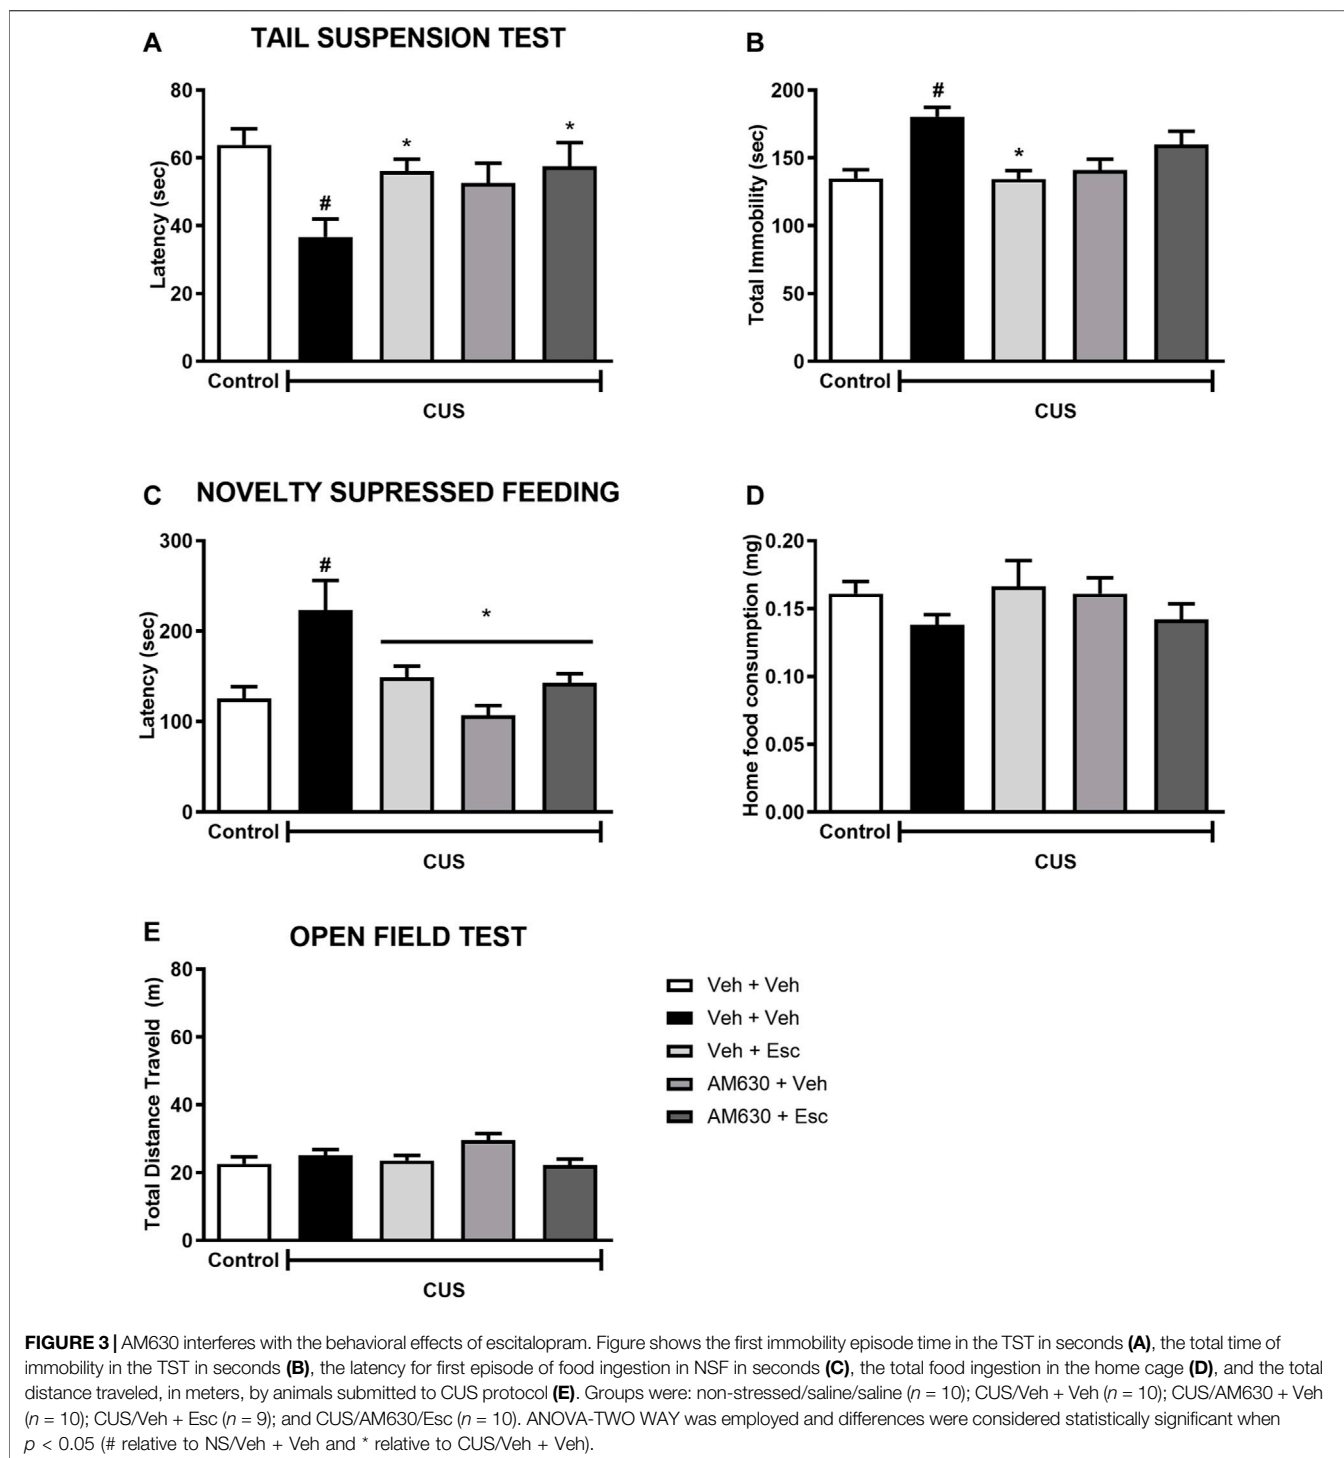 A TAIL SUSPENSION TEST
B
80
60
40
20
0
Latency (sec)
#
*
*
Control
CUS
200
150
100
50
0
Total Immobility (sec)
#
*
Control
CUS
C NOVELTY SUPRESSED FEEDING
D
300
200
100
0
Latency (sec)
#
*
Control
CUS
0.20
0.15
0.10
0.05
0.00
Home food consumption (mg)
Control
CUS
E OPEN FIELD TEST
80
60
40
20
0
Total Distance Traveld (m)
Control
CUS
Veh + Veh
Veh + Veh
Veh + Esc
AM630 + Veh
AM630 + Esc
FIGURE 3 | AM630 interferes with the behavioral effects of escitalopram. Figure shows the first immobility episode time in the TST in seconds (A), the total time of
immobility in the TST in seconds (B), the latency for first episode of food ingestion in NSF in seconds (C), the total food ingestion in the home cage (D), and the total
distance traveled, in meters, by animals submitted to CUS protocol (E). Groups were: non-stressed/saline/saline (n = 10); CUS/Veh + Veh (n = 10); CUS/AM630 + Veh
(n = 10); CUS/Veh + Esc (n = 9); and CUS/AM630/Esc (n = 10). ANOVA-TWO WAY was employed and differences were considered statistically significant when
p < 0.05 (# relative to NS/Veh + Veh and * relative to CUS/Veh + Veh).